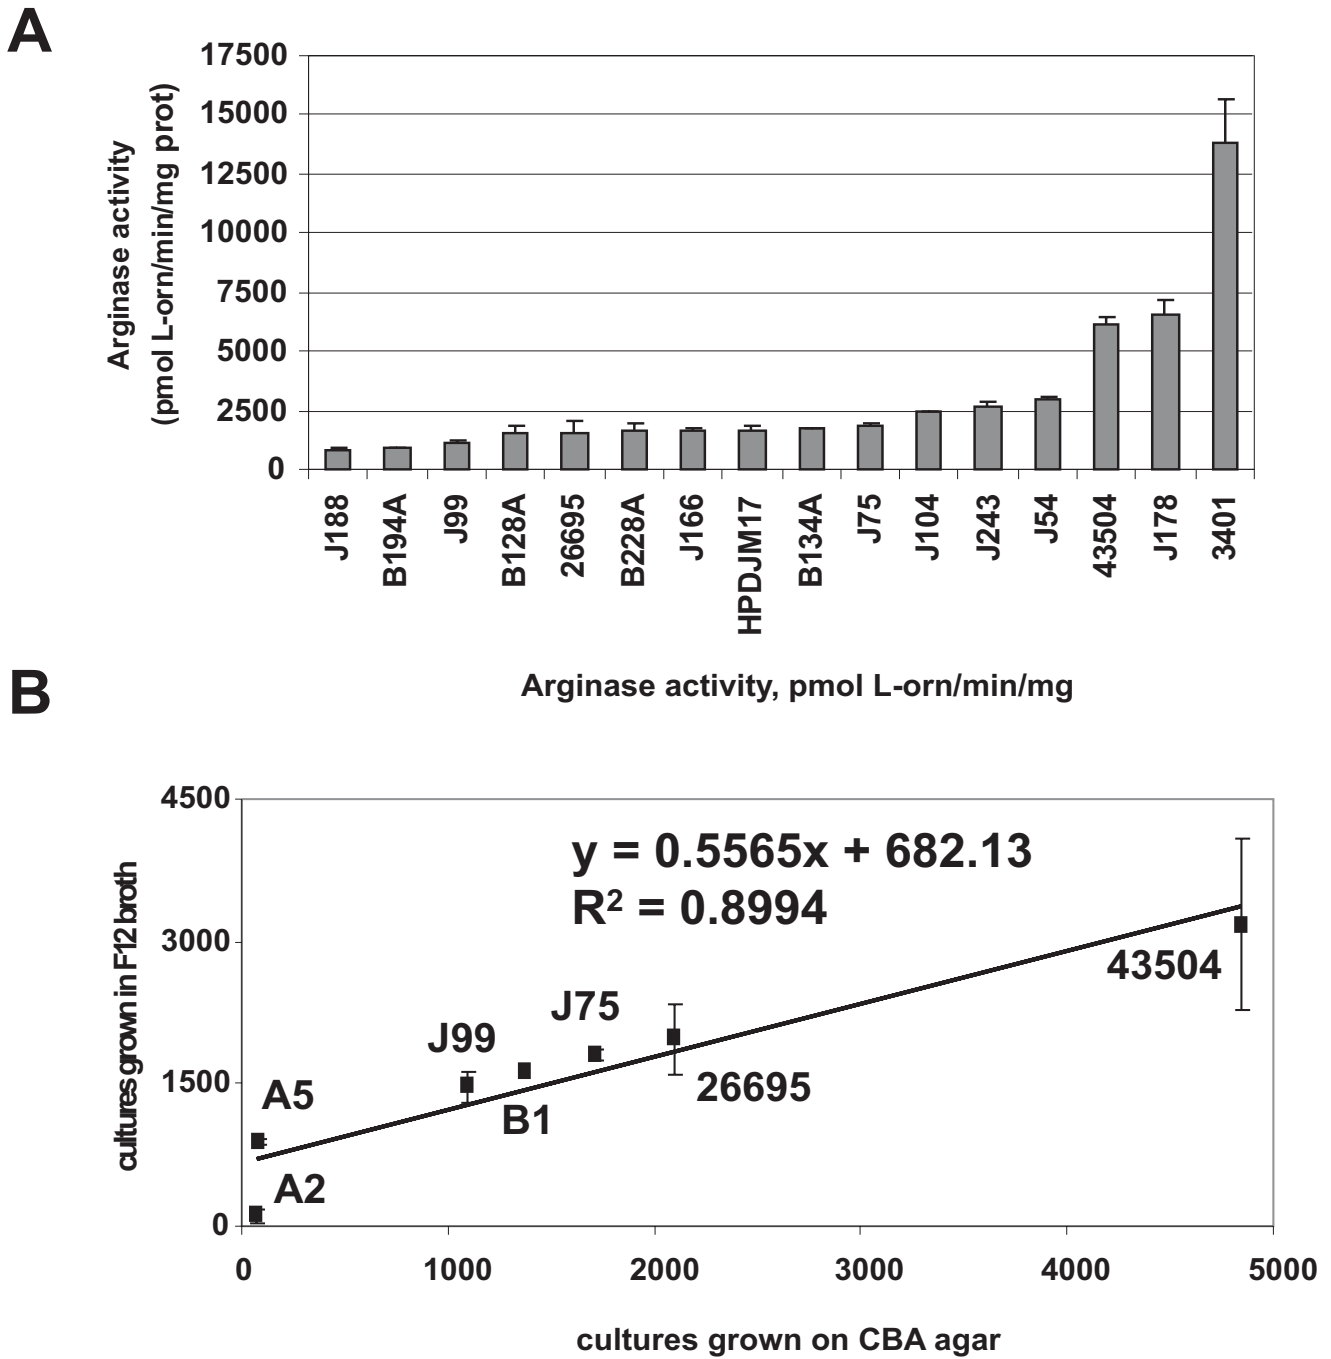 A
17500
15000
12500
10000
7500
5000
2500
0
Arginase activity
(pmol L-orn/min/mg prot)
J188
B194A
J99
B128A
26695
B228A
J166
HPDJM17
B134A
J75
J104
J243
J54
43504
J178
3401
Arginase activity, pmol L-orn/min/mg
B
4500
3000
1500
0
cultures grown in F12 broth
y = 0.5565x + 682.13
R² = 0.8994
43504
J75
J99
26695
B1
A5
A2
0 1000 2000 3000 4000 5000
cultures grown on CBA agar